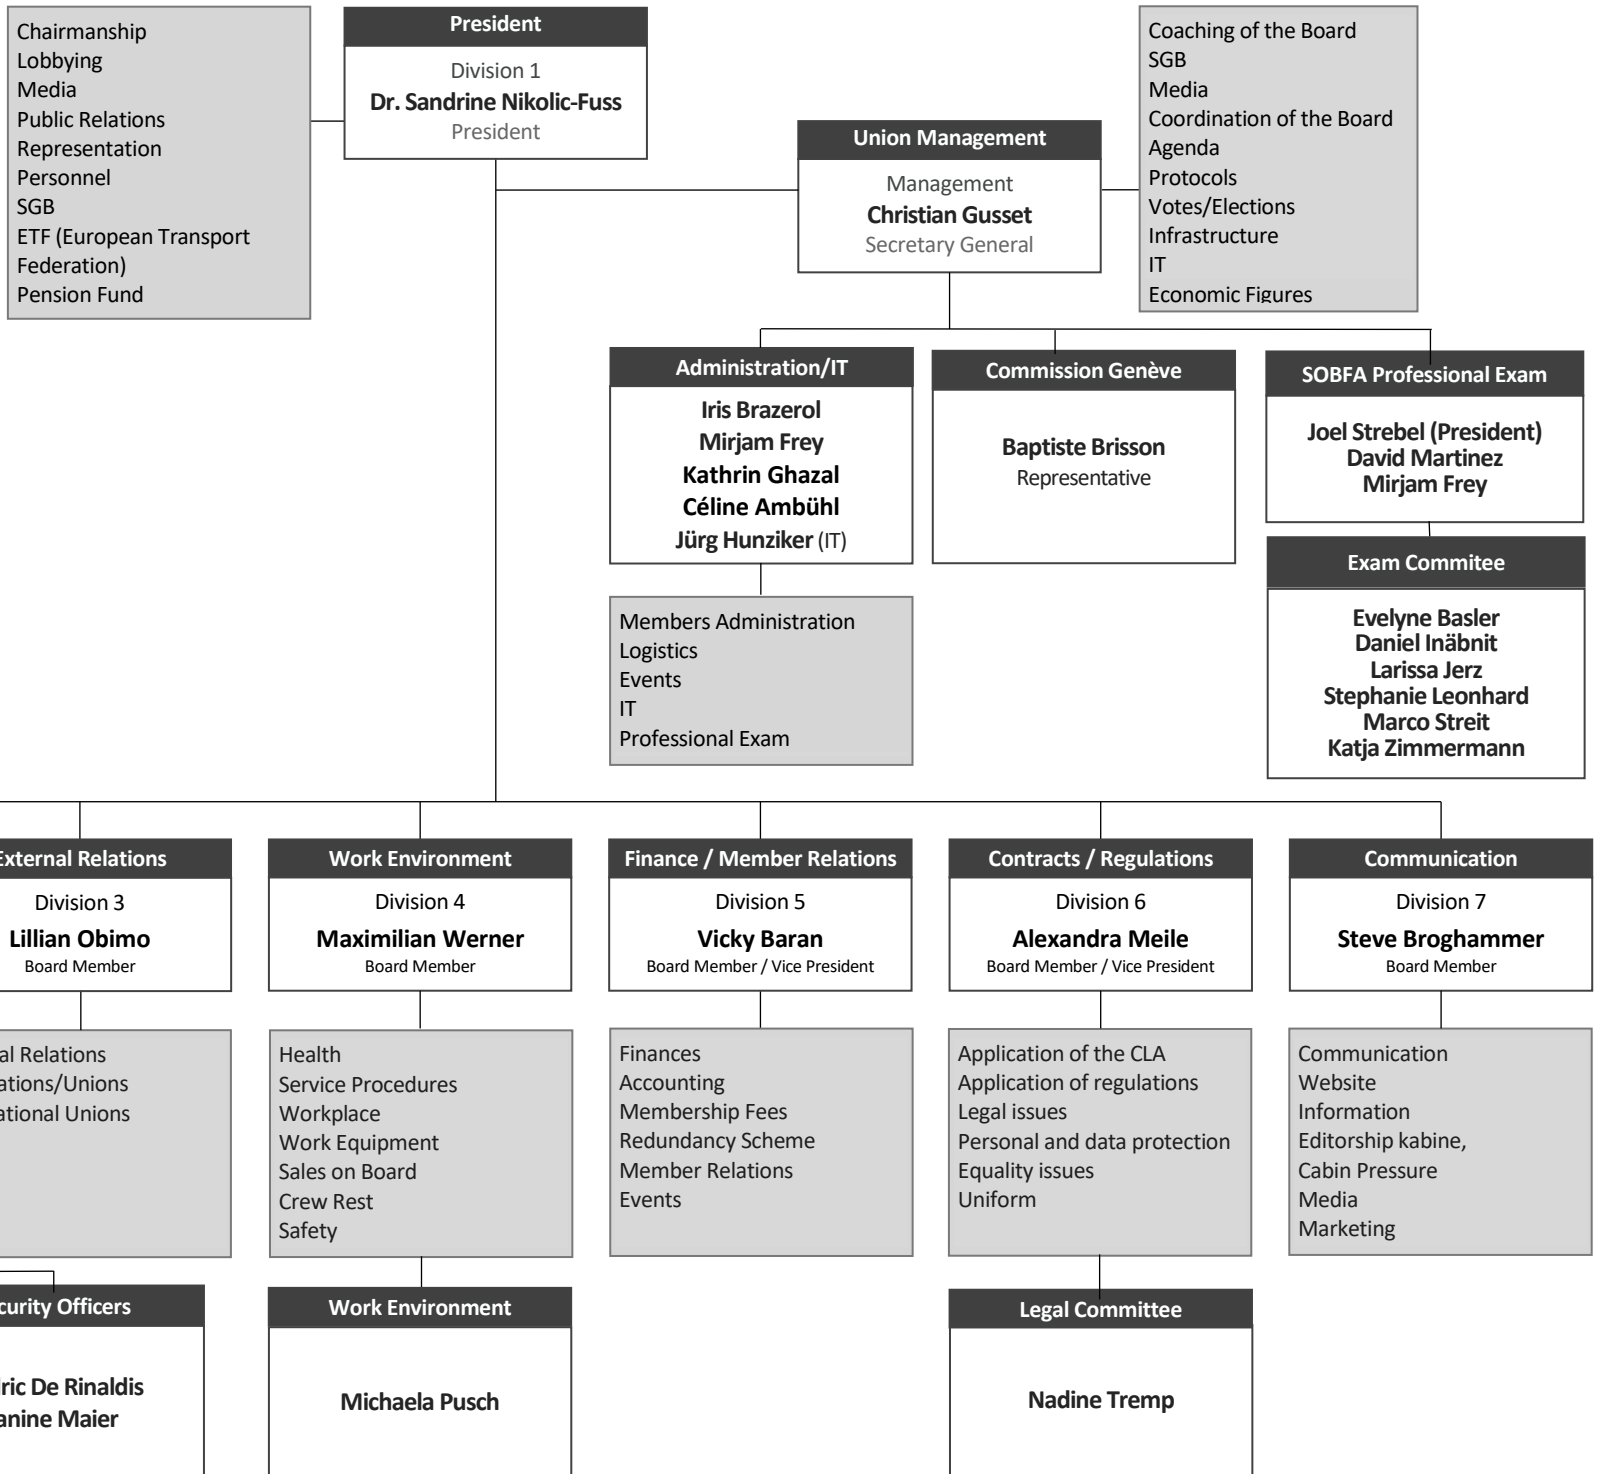 Chairmanship
Lobbying
Media
Public Relations
Representation
Personnel
SGB
ETF (European Transport
Federation)
Pension Fund
President
Division 1
Dr. Sandrine Nikolic-Fuss
President
Union Management
Management
Christian Gusset
Secretary General
Coaching of the Board
SGB
Media
Coordination of the Board
Agenda
Protocols
Votes/Elections
Infrastructure
IT
Economic Figures
Administration/IT
Iris Brazerol
Mirjam Frey
Kathrin Ghazal
Céline Ambühl
Jürg Hunziker (IT)
Members Administration
Logistics
Events
IT
Professional Exam
Commission Genève
Baptiste Brisson
Representative
SOBFA Professional Exam
Joel Strebel (President)
David Martinez
Mirjam Frey
Exam Commitee
Evelyne Basler
Daniel Inäbnit
Larissa Jerz
Stephanie Leonhard
Marco Streit
Katja Zimmermann
External Relations
Division 3
Lillian Obimo
Board Member
Relations
/Unions
Unions
Officers
De Rinaldis
Maier
Work Environment
Division 4
Maximilian Werner
Board Member
Health
Service Procedures
Workplace
Work Equipment
Sales on Board
Crew Rest
Safety
Work Environment
Michaela Pusch
Finance / Member Relations
Division 5
Vicky Baran
Board Member / Vice President
Finances
Accounting
Membership Fees
Redundancy Scheme
Member Relations
Events
Contracts / Regulations
Division 6
Alexandra Meile
Board Member / Vice President
Application of the CLA
Application of regulations
Legal issues
Personal and data protection
Equality issues
Uniform
Legal Committee
Nadine Tremp
Communication
Division 7
Steve Broghammer
Board Member
Communication
Website
Information
Editorship kabine,
Cabin Pressure
Media
Marketing